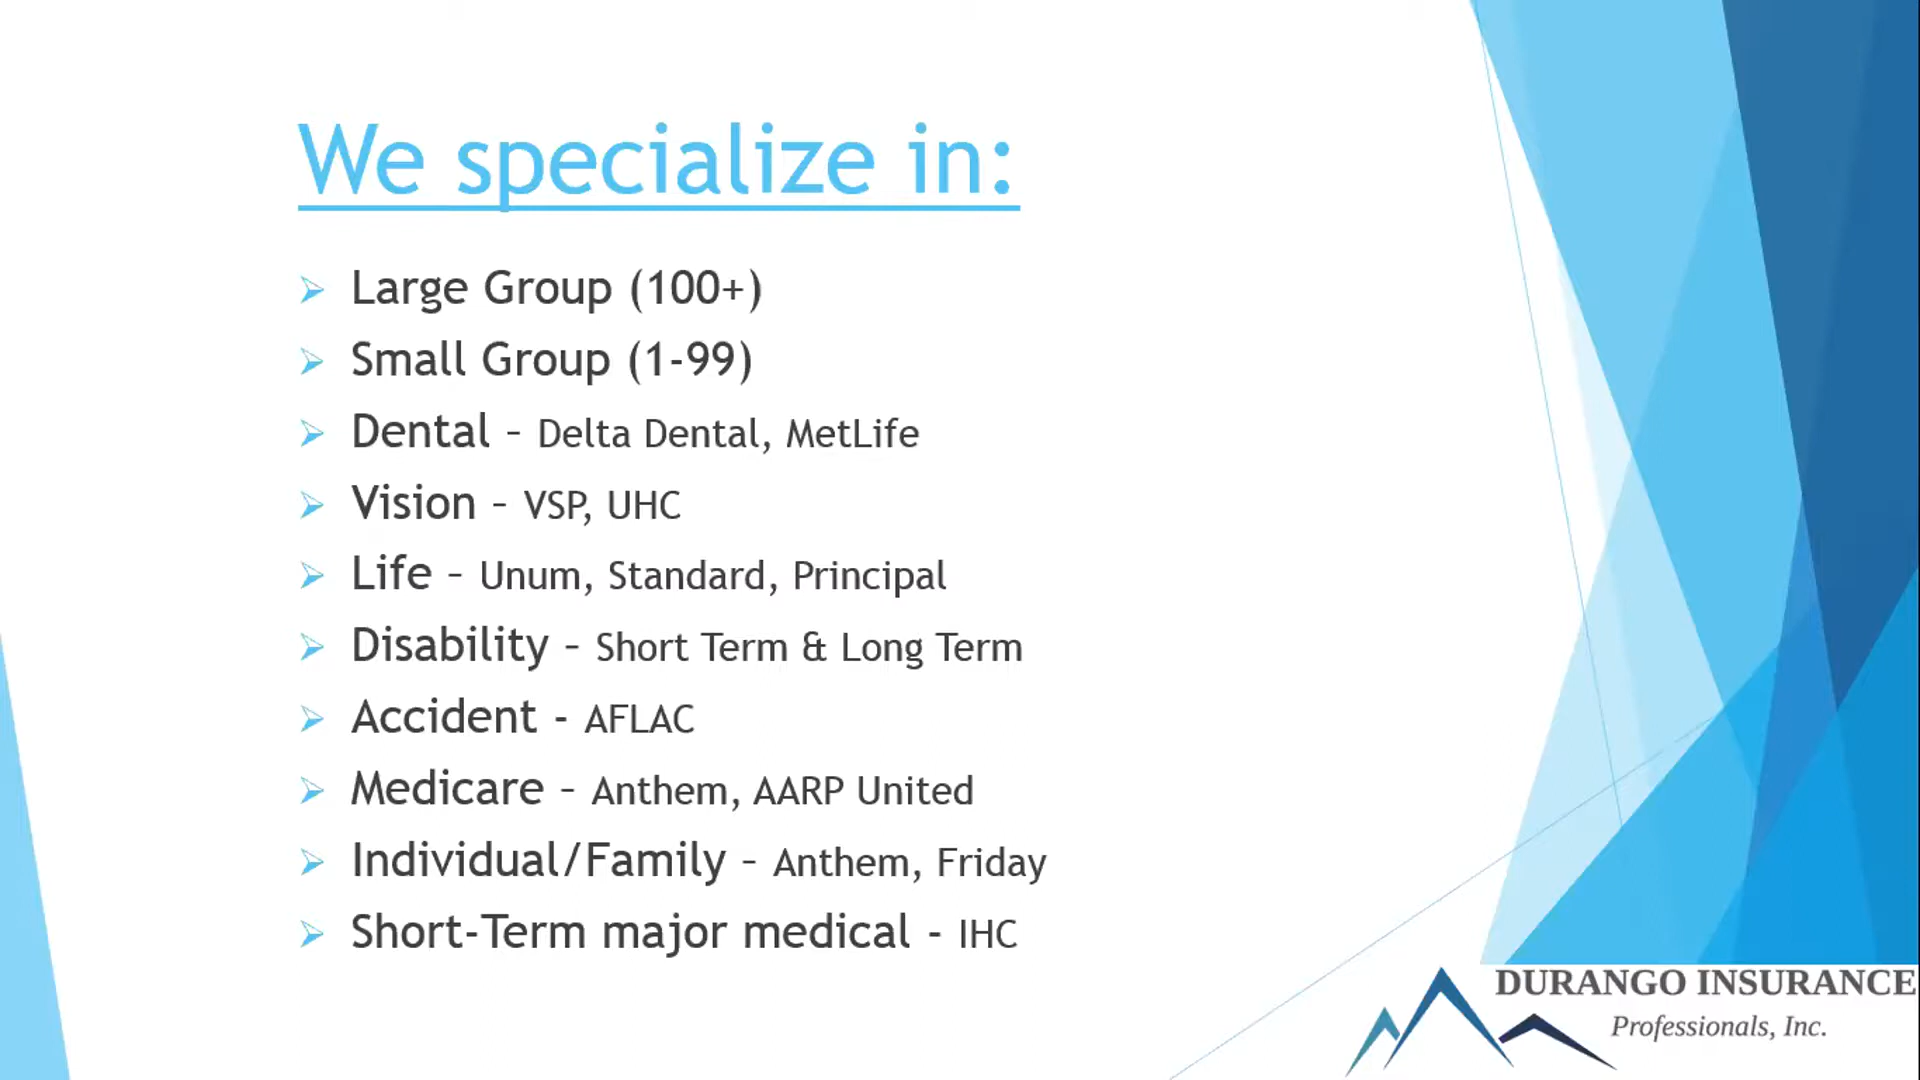 We specialize in:
Large Group (100+)
Small Group (1-99)
Dental – Delta Dental, MetLife
Vision – VSP, UHC
Life – Unum, Standard, Principal
Disability – Short Term & Long Term
Accident - AFLAC
Medicare – Anthem, AARP United
Individual/Family – Anthem, Friday
Short-Term major medical - IHC
DURANGO INSURANCE
Professionals, Inc.